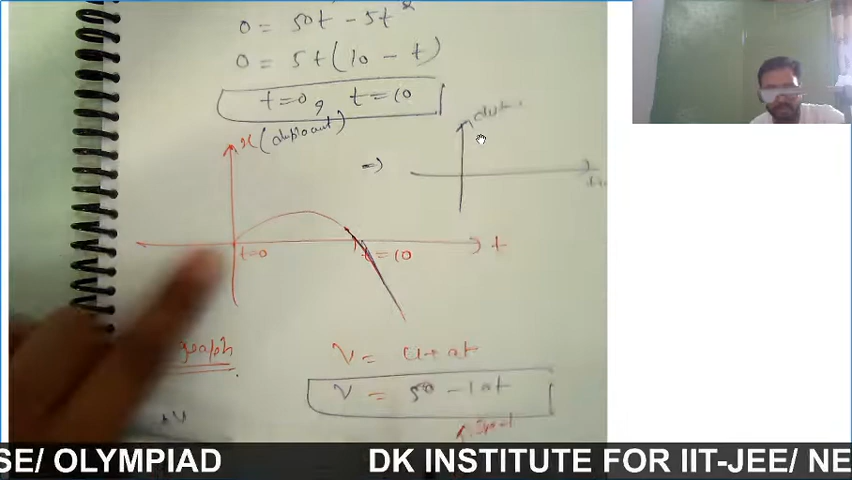 0 = 50t - 5t²
0 = 5t(10 - t)
t=0, t=10
x (
=>
t=0
t=10
t
graph
V = u+at
V = 50 - 10t
+V
SE/ OLYMPIAD DK INSTITUTE FOR IIT-JEE/ NE